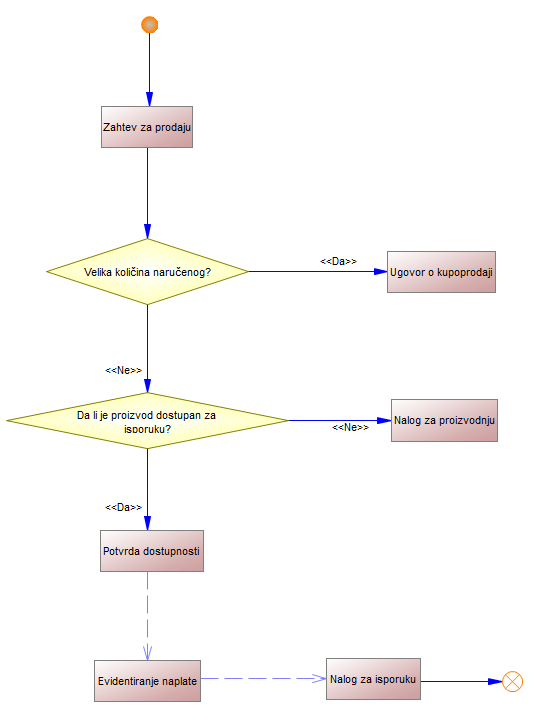 Zahtev za prodaju
Velika količina naručenog?
<<Da>>
Ugovor o kupoprodaji
<<Ne>>
Da li je proizvod dostupan za
isporuku?
<<Ne>>
Nalog za proizvodnju
<<Da>>
Potvrda dostupnosti
Evidentiranje naplate
Nalog za isporuku